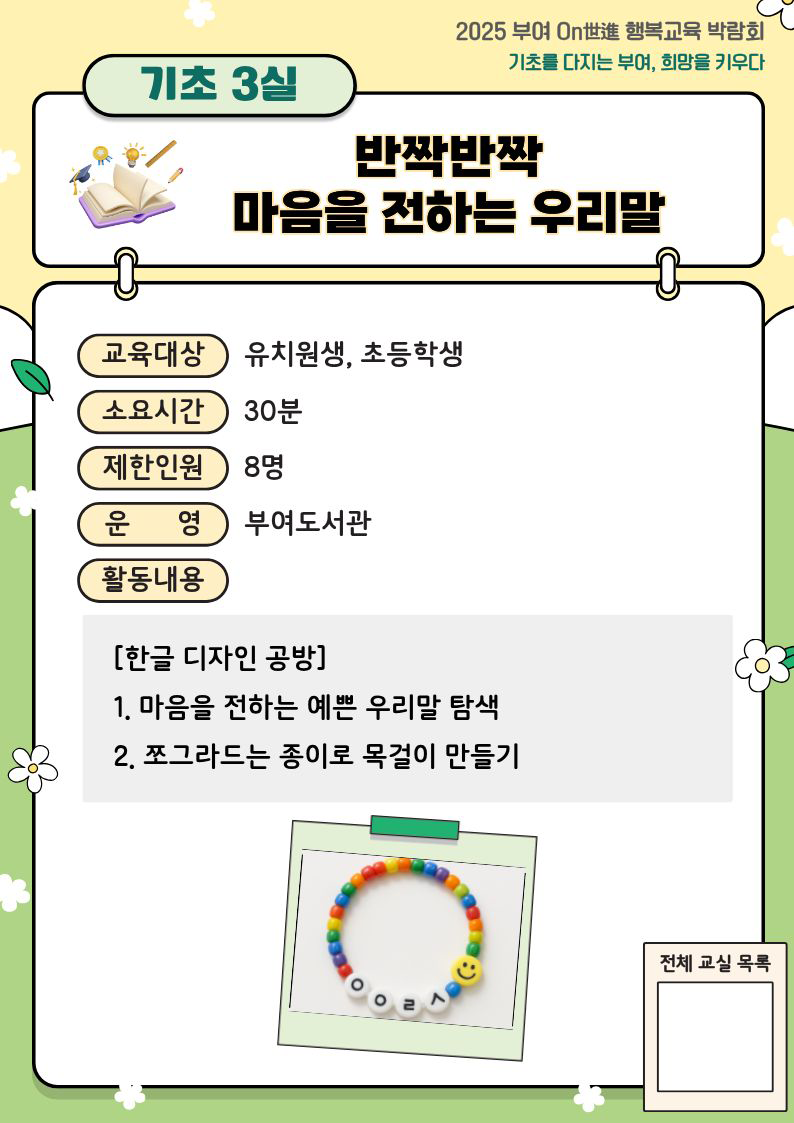 2025 부여 On世進 행복교육 박람회
기초를 다지는 부여, 희망을 키우다
기초 3실
반짝반짝
마음을 전하는 우리말
교육대상 유치원생, 초등학생
소요시간 30분
제한인원 8명
운 영 부여도서관
활동내용
[한글 디자인 공방]
1. 마음을 전하는 예쁜 우리말 탐색
2. 쪼그라드는 종이로 목걸이 만들기
전체 교실 목록